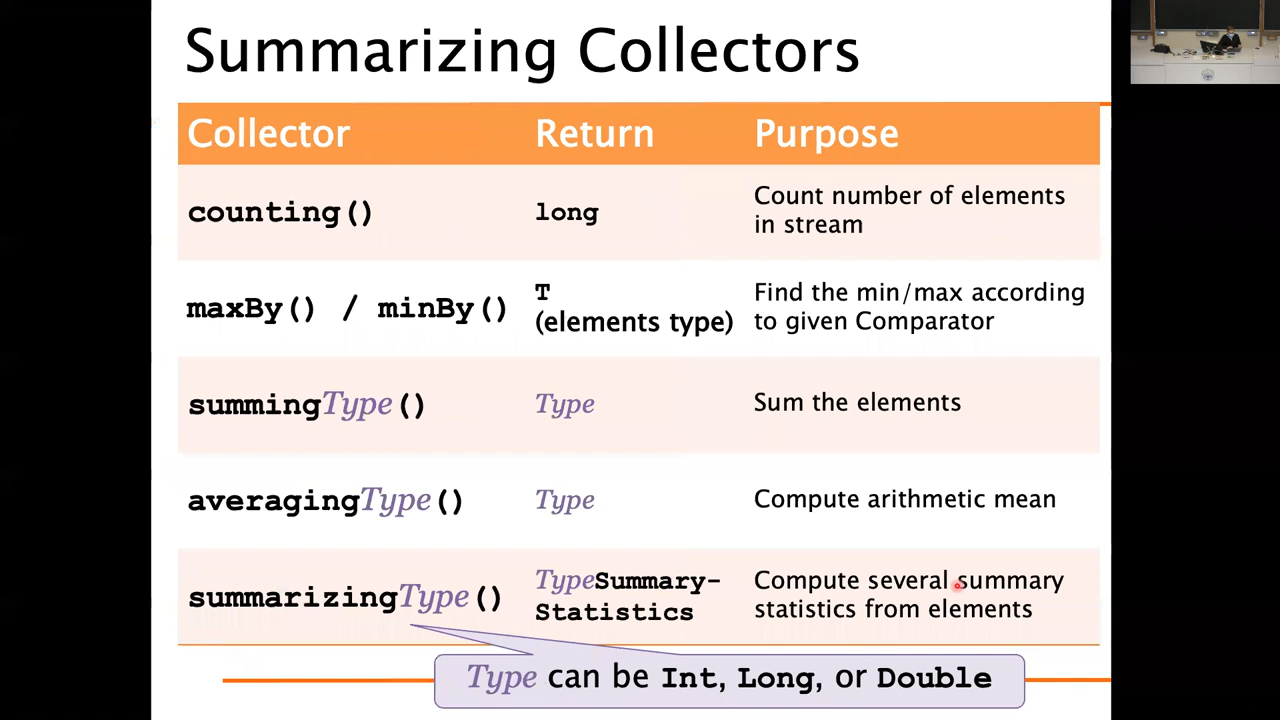 Summarizing Collectors
Collector Return Purpose
counting() long Count number of elements
in stream
maxBy() / minBy() T
(elements type) Find the min/max according
to given Comparator
summingType() Type Sum the elements
averagingType() Type Compute arithmetic mean
summarizingType() TypeSummary-
Statistics Compute several summary
statistics from elements
Type can be Int, Long, or Double